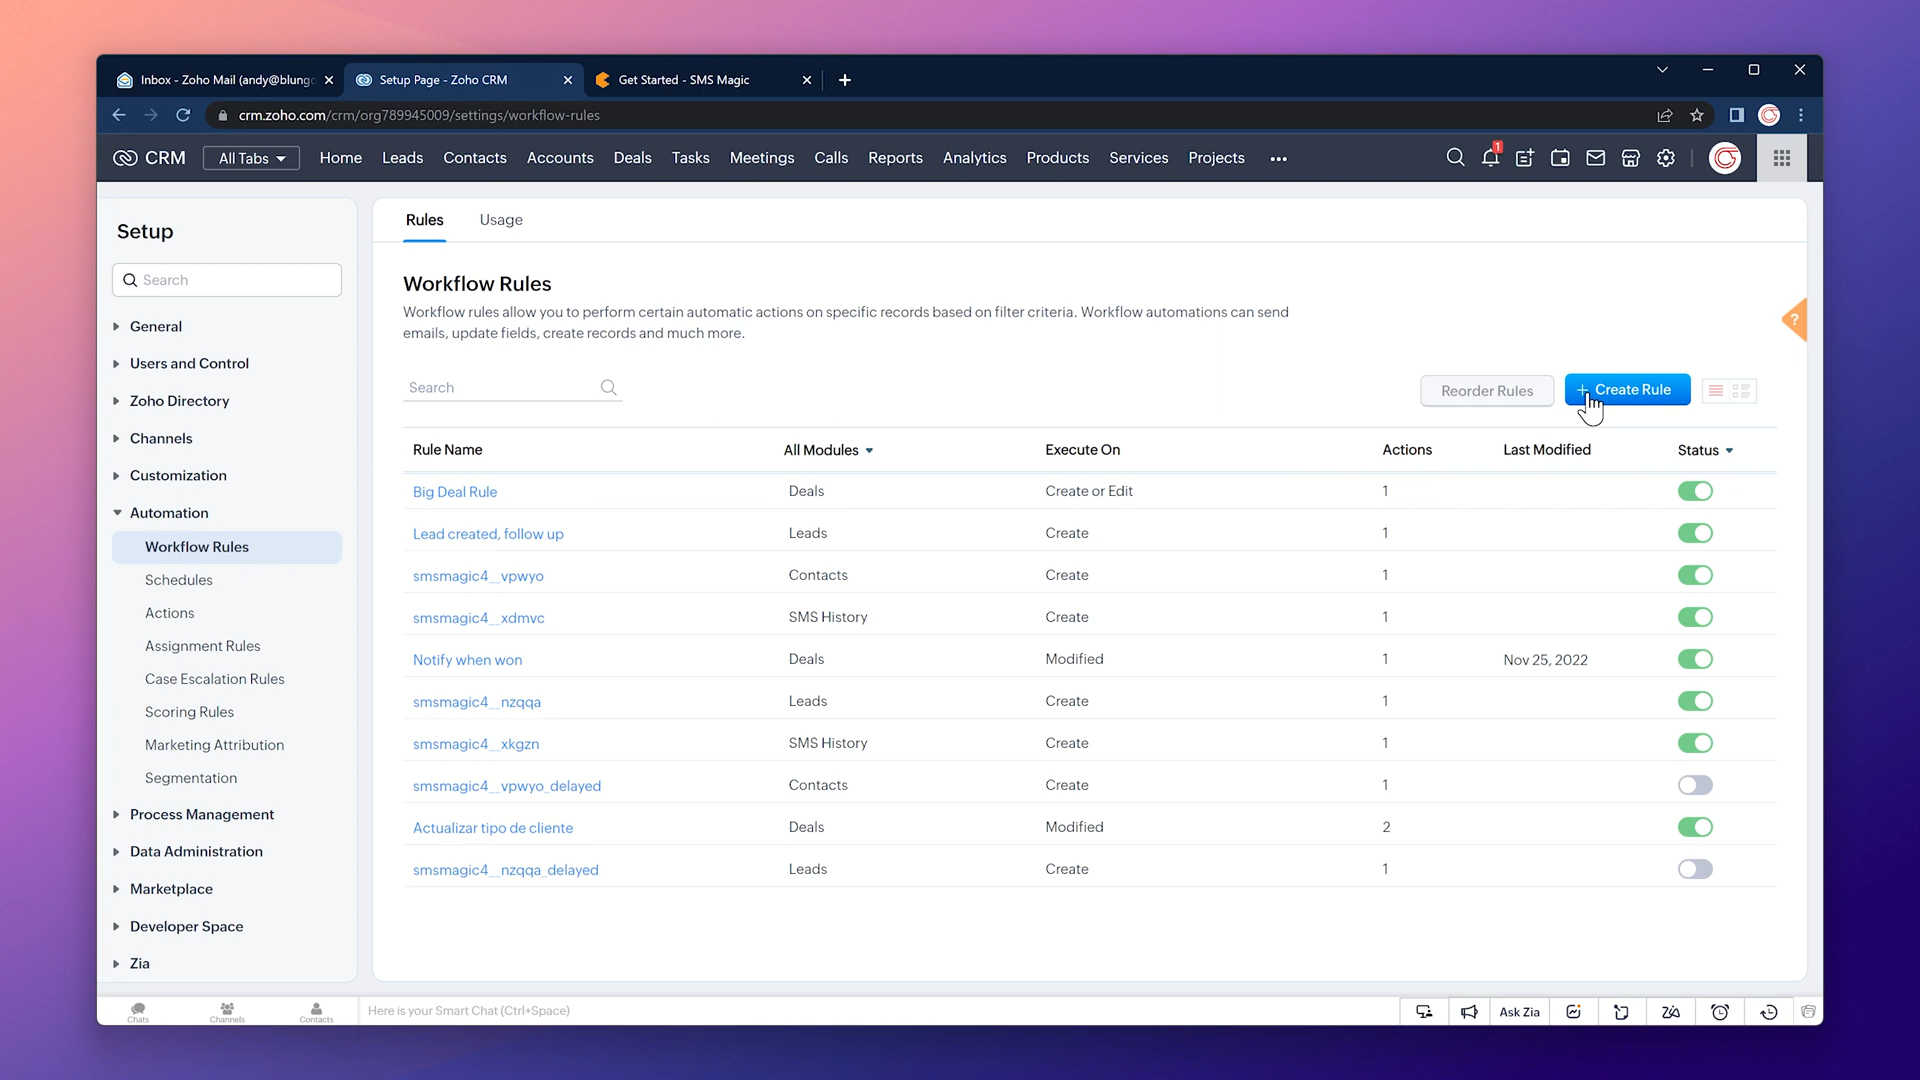 Inbox - Zoho Mail (andy@blungo
Setup Page - Zoho CRM
Get Started - SMS Magic
crm.zoho.com/crm/org789945009/settings/workflow-rules
CRM
All Tabs
Home
Leads
Contacts
Accounts
Deals
Tasks
Meetings
Calls
Reports
Analytics
Products
Services
Projects
1
Setup
Search
General
Users and Control
Zoho Directory
Channels
Customization
Automation
Workflow Rules
Schedules
Actions
Assignment Rules
Case Escalation Rules
Scoring Rules
Marketing Attribution
Segmentation
Process Management
Data Administration
Marketplace
Developer Space
Zia
Rules
Usage
Workflow Rules
Workflow rules allow you to perform certain automatic actions on specific records based on filter criteria. Workflow automations can send
emails, update fields, create records and much more.
?
Search
Reorder Rules
+ Create Rule
Rule Name All Modules Execute On Actions Last Modified Status
Big Deal Rule Deals Create or Edit 1
Lead created, follow up Leads Create 1
smsmagic4__vpwyo Contacts Create 1
smsmagic4__xdmvc SMS History Create 1
Notify when won Deals Modified 1 Nov 25, 2022
smsmagic4__nzqqa Leads Create 1
smsmagic4__xkgzn SMS History Create 1
smsmagic4__vpwyo_delayed Contacts Create 1
Actualizar tipo de cliente Deals Modified 2
smsmagic4__nzqqa_delayed Leads Create 1
Chats
Channels
Contacts
Here is your Smart Chat (Ctrl+Space)
Ask Zia